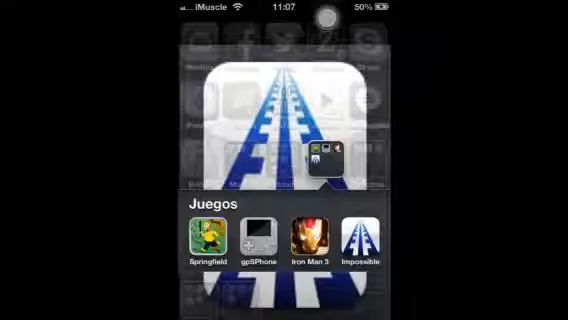 iMuscle 11:07 50%
Juegos
Springfield gpSPhone Iron Man 3 Impossible